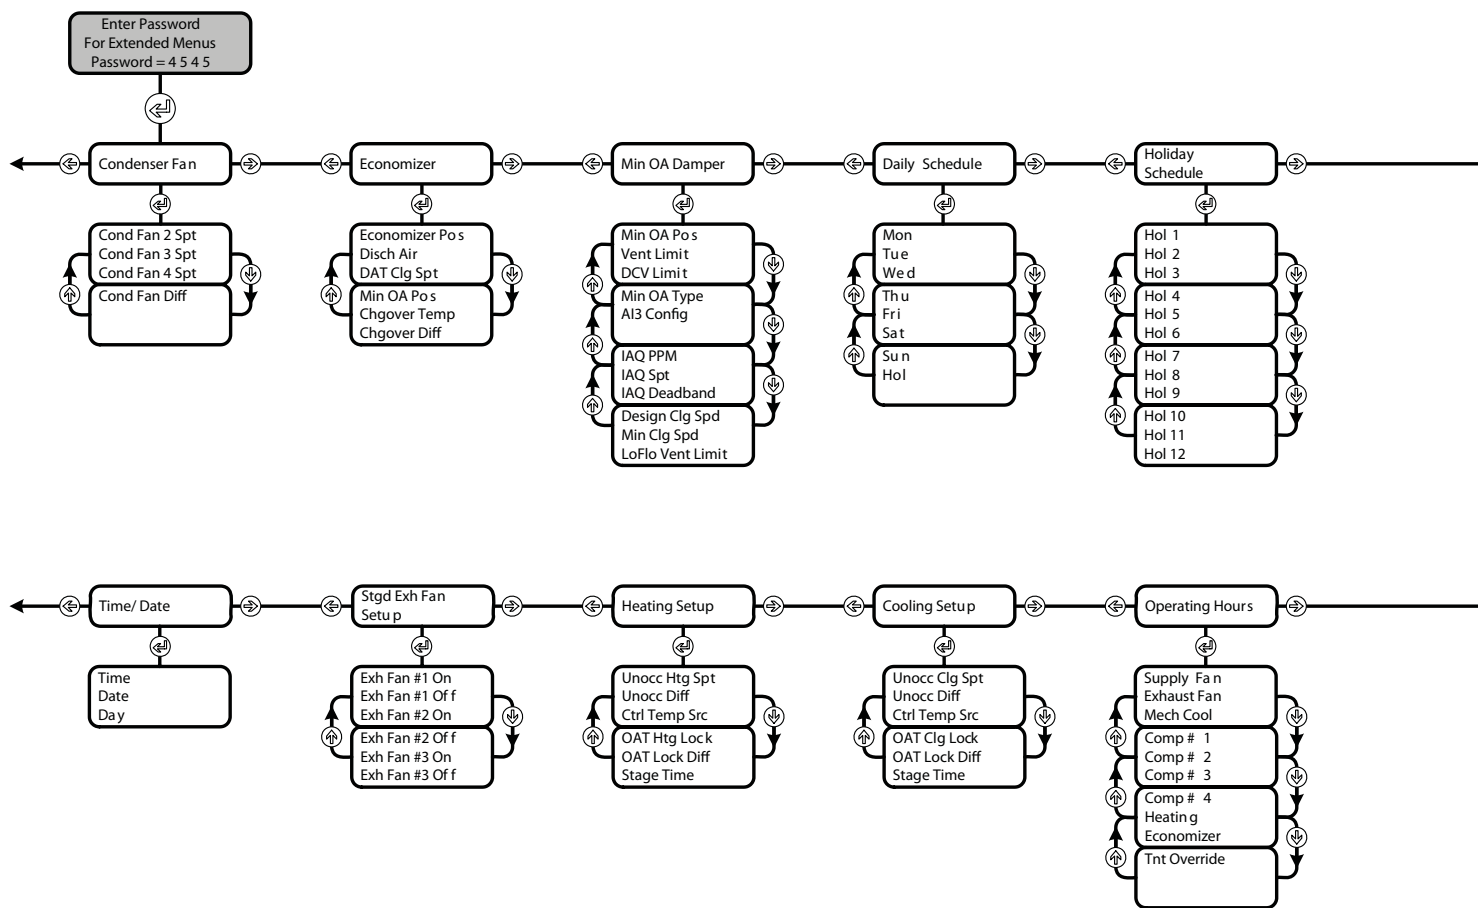 Enter Password
For Extended Menus
Password = 4 5 4 5
Condenser Fan
Cond Fan 2 Spt
Cond Fan 3 Spt
Cond Fan 4 Spt
Cond Fan Diff
Economizer
Economizer Pos
Disch Air
DAT Clg Spt
Min OA Pos
Chgover Temp
Chgover Diff
Min OA Damper
Min OA Pos
Vent Limit
DCV Limit
Min OA Type
AI3 Config
IAQ PPM
IAQ Spt
IAQ Deadband
Design Clg Spd
Min Clg Spd
LoFlo Vent Limit
Daily Schedule
Mon
Tue
Wed
Thu
Fri
Sat
Sun
Hol
Holiday
Schedule
Hol 1
Hol 2
Hol 3
Hol 4
Hol 5
Hol 6
Hol 7
Hol 8
Hol 9
Hol 10
Hol 11
Hol 12
Time/ Date
Time
Date
Day
Stgd Exh Fan
Setup
Exh Fan #1 On
Exh Fan #1 Off
Exh Fan #2 On
Exh Fan #2 Off
Exh Fan #3 On
Exh Fan #3 Off
Heating Setup
Unocc Htg Spt
Unocc Diff
Ctrl Temp Src
OAT Htg Lock
OAT Lock Diff
Stage Time
Cooling Setup
Unocc Clg Spt
Unocc Diff
Ctrl Temp Src
OAT Clg Lock
OAT Lock Diff
Stage Time
Operating Hours
Supply Fan
Exhaust Fan
Mech Cool
Comp # 1
Comp # 2
Comp # 3
Comp # 4
Heating
Economizer
Tnt Override